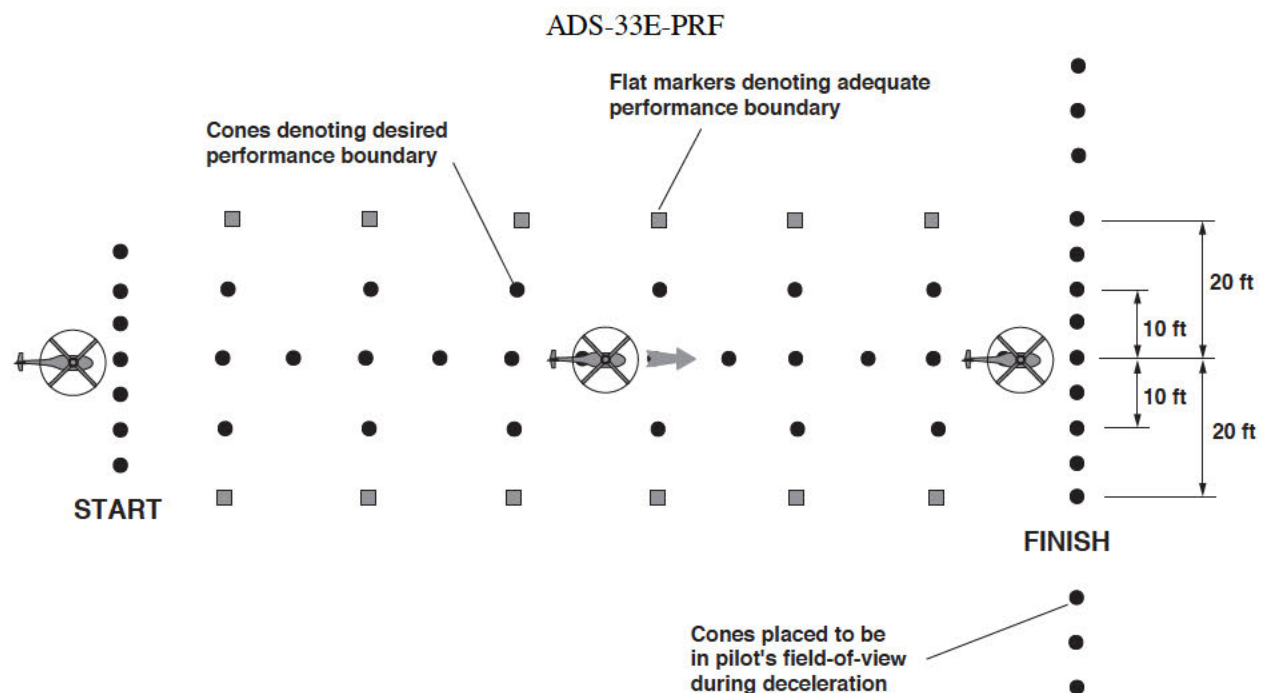 ADS-33E-PRF
Flat markers denoting adequate
performance boundary
Cones denoting desired
performance boundary
20 ft
10 ft
10 ft
20 ft
START
FINISH
Cones placed to be
in pilot's field-of-view
during deceleration